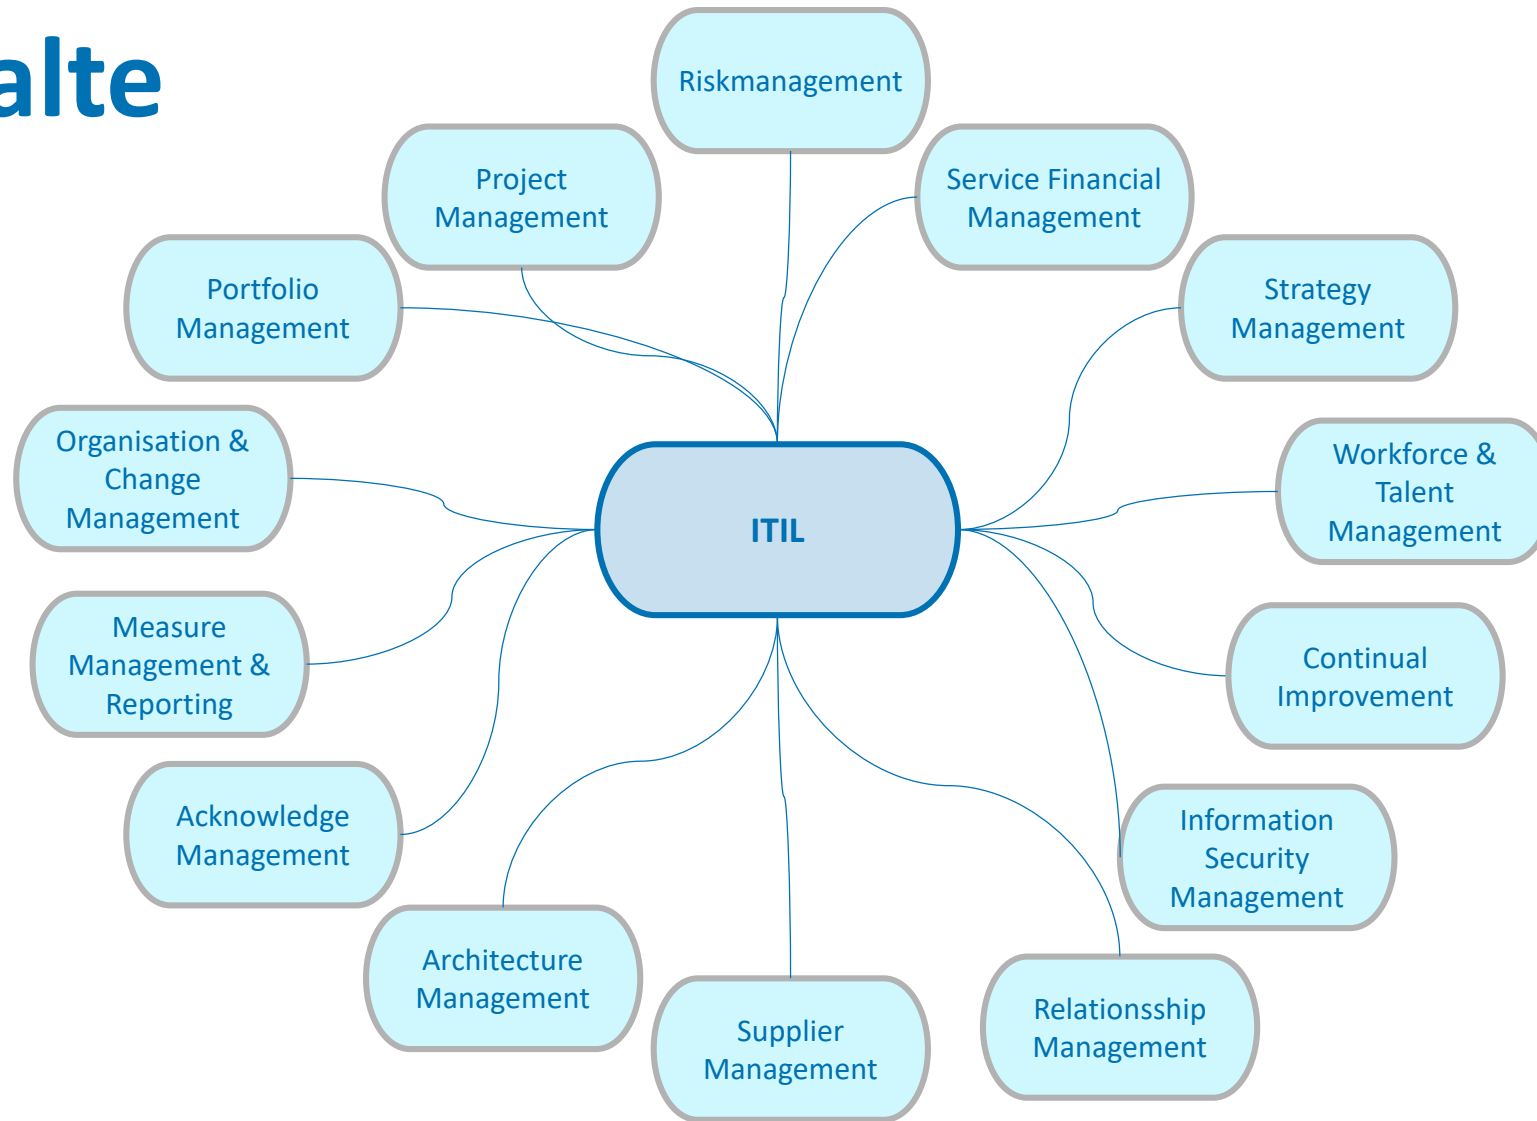 alte
Riskmanagement
Project
Management
Service Financial
Management
Portfolio
Management
Strategy
Management
Organisation &
Change
Management
Workforce &
Talent
Management
ITIL
Measure
Management &
Reporting
Continual
Improvement
Acknowledge
Management
Information
Security
Management
Architecture
Management
Supplier
Management
Relationsship
Management